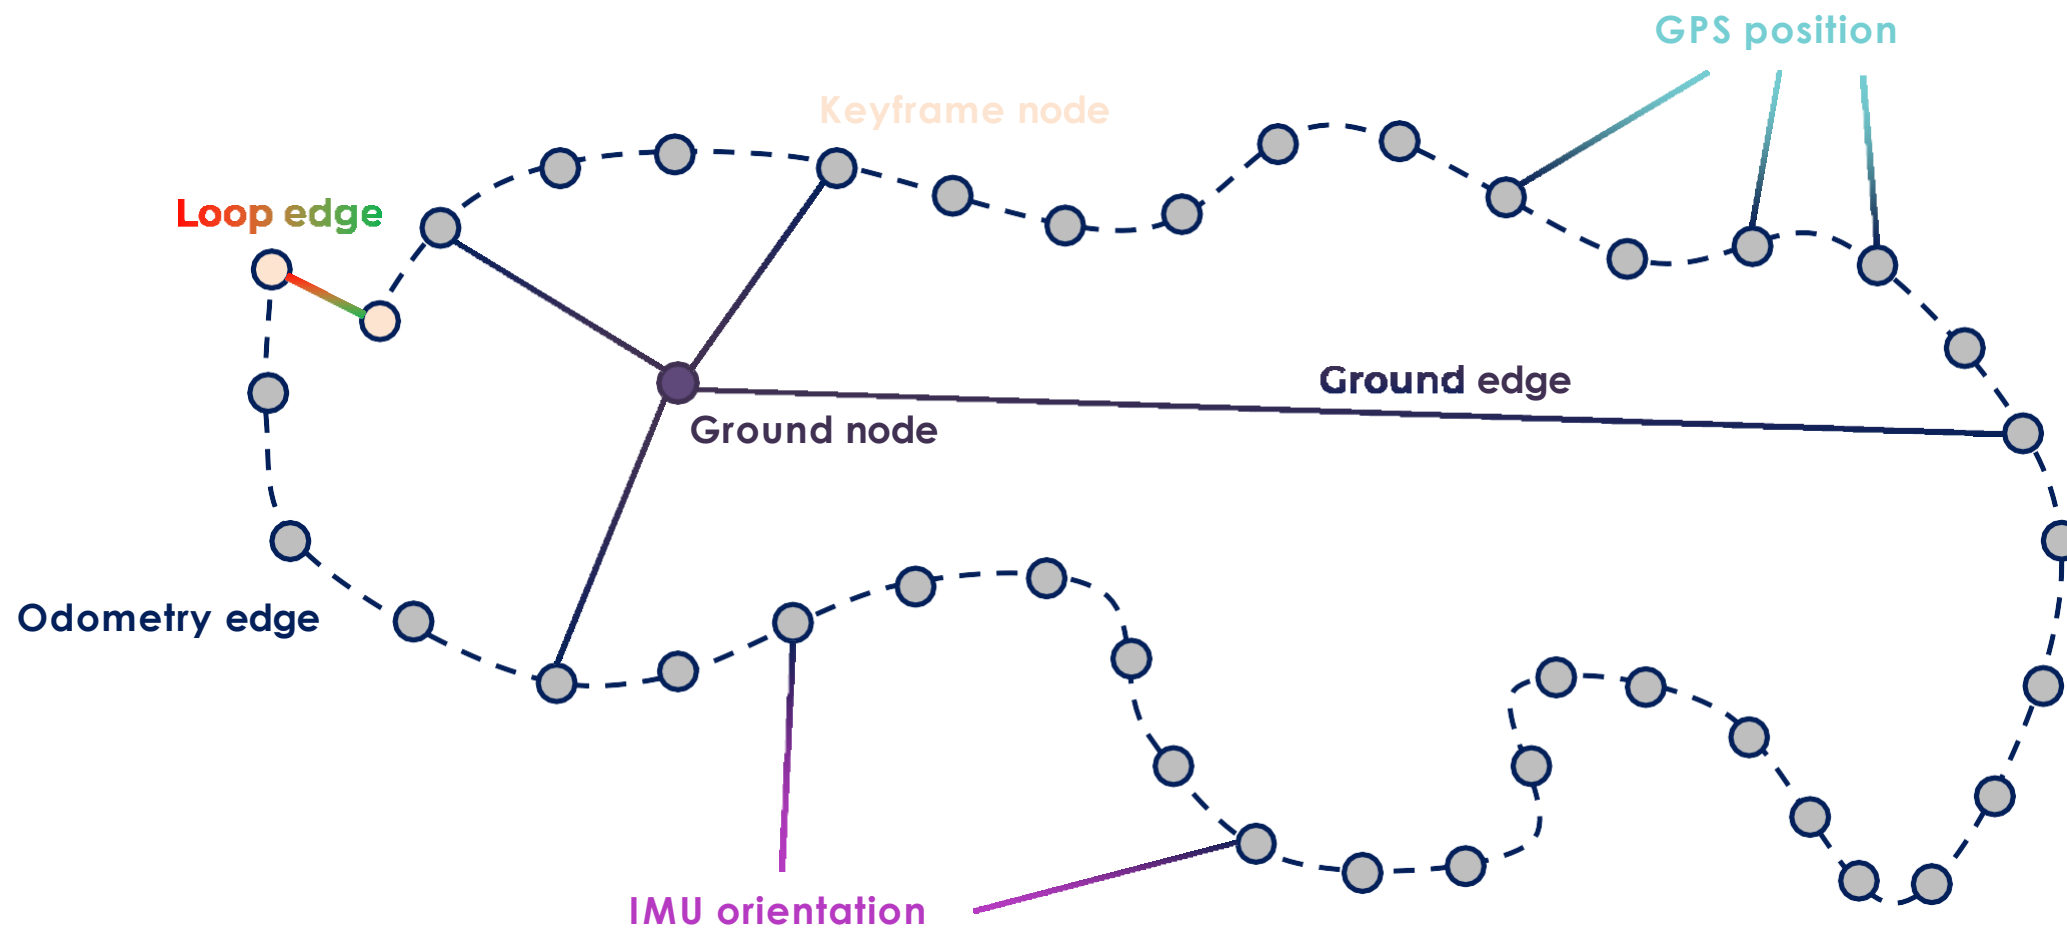 GPS position
Keyframe node
Loop edge
Ground edge
Ground node
Odometry edge
IMU orientation